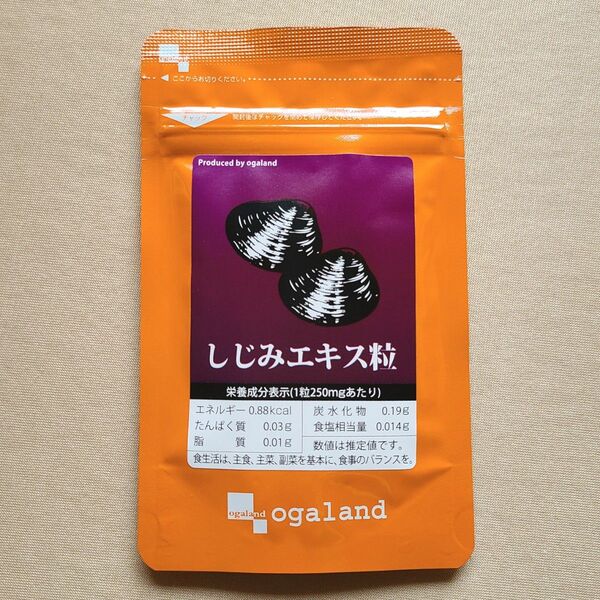 ogaland
ここからお切りください。
チャック
開封後はチャックを閉めて保存してください。
Produced by ogaland
しじみエキス粒
栄養成分表示(1粒250mgあたり)
エネルギー 0.88kcal 炭水化物 0.19g
たんぱく質 0.03g 食塩相当量 0.014g
脂質 0.01g 数値は推定値です。
食生活は、主食、主菜、副菜を基本に、食事のバランスを。
ogaland ogaland